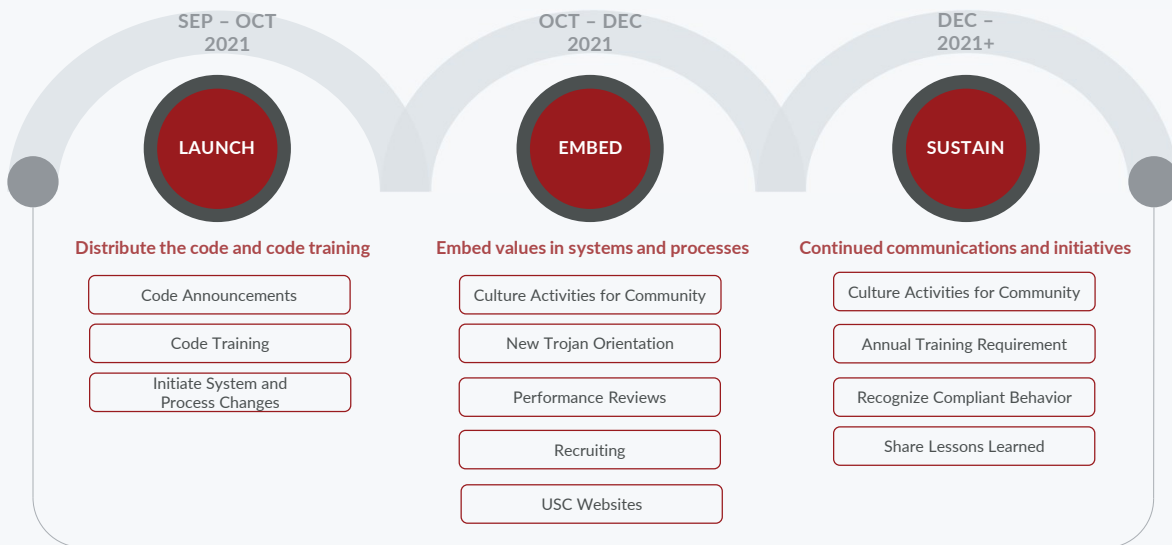 SEP – OCT
2021
OCT – DEC
2021
DEC –
2021+
LAUNCH
EMBED
SUSTAIN
Distribute the code and code training
Code Announcements
Code Training
Initiate System and
Process Changes
Embed values in systems and processes
Culture Activities for Community
New Trojan Orientation
Performance Reviews
Recruiting
USC Websites
Continued communications and initiatives
Culture Activities for Community
Annual Training Requirement
Recognize Compliant Behavior
Share Lessons Learned